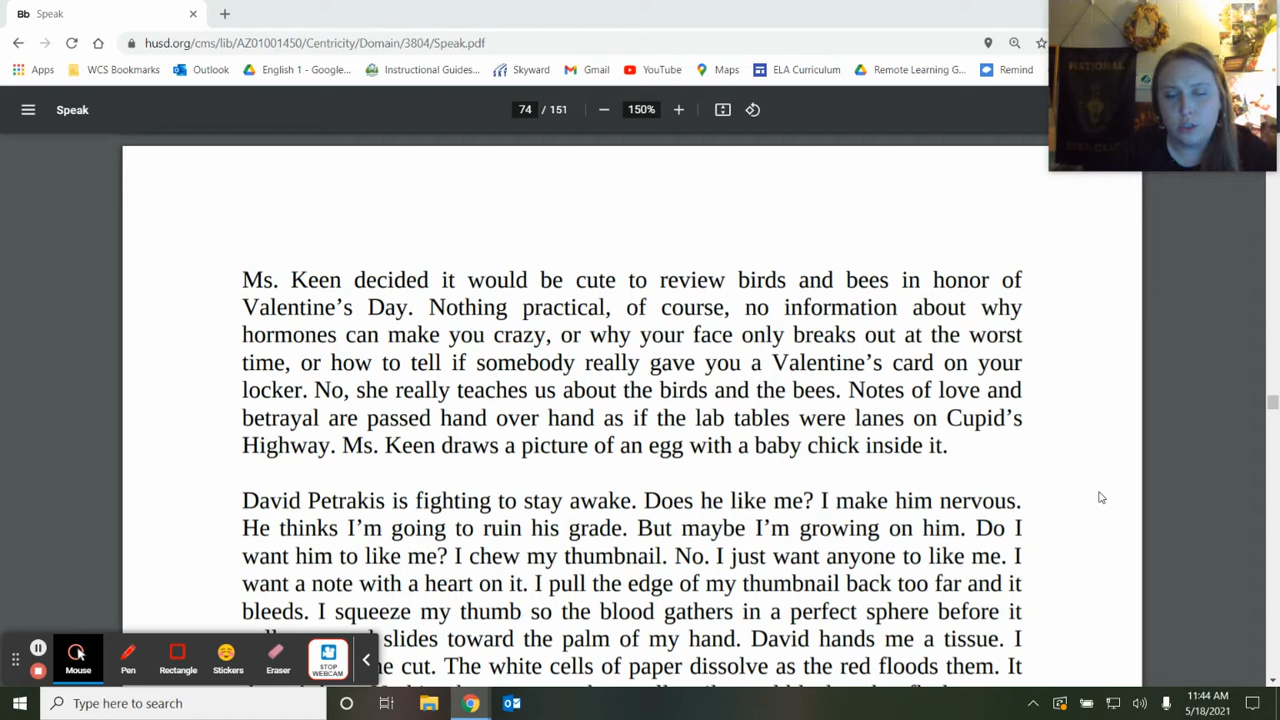 Bb Speak
husd.org/cms/lib/AZ01001450/Centricity/Domain/3804/Speak.pdf
Apps WCS Bookmarks Outlook English 1 - Google... Instructional Guides... Skyward Gmail YouTube Maps ELA Curriculum Remote Learning G... Remind
Speak 74 / 151 150%
NATIONAL
Ms. Keen decided it would be cute to review birds and bees in honor of
Valentine’s Day. Nothing practical, of course, no information about why
hormones can make you crazy, or why your face only breaks out at the worst
time, or how to tell if somebody really gave you a Valentine’s card on your
locker. No, she really teaches us about the birds and the bees. Notes of love and
betrayal are passed hand over hand as if the lab tables were lanes on Cupid’s
Highway. Ms. Keen draws a picture of an egg with a baby chick inside it.
David Petrakis is fighting to stay awake. Does he like me? I make him nervous.
He thinks I’m going to ruin his grade. But maybe I’m growing on him. Do I
want him to like me? I chew my thumbnail. No. I just want anyone to like me. I
want a note with a heart on it. I pull the edge of my thumbnail back too far and it
bleeds. I squeeze my thumb so the blood gathers in a perfect sphere before it
slides toward the palm of my hand. David hands me a tissue. I
cut. The white cells of paper dissolve as the red floods them. It
Mouse Pen Rectangle Stickers Eraser STOP WEBCAM
Type here to search
11:44 AM
5/18/2021